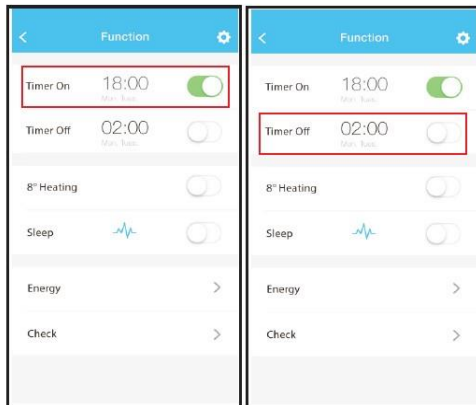 Function
Timer On 18:00
Mon. Tues.
Timer Off 02:00
Mon. Tues.
8° Heating
Sleep
Energy
Check
Function
Timer On 18:00
Mon. Tues.
Timer Off 02:00
Mon. Tues.
8° Heating
Sleep
Energy
Check